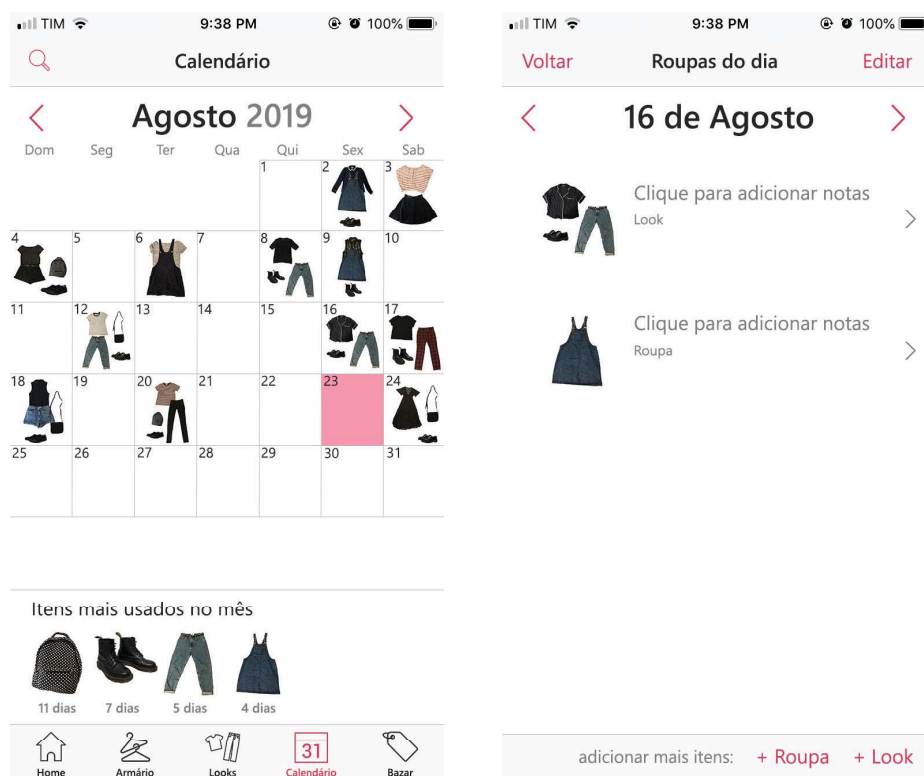 TIM 9:38 PM 100%
Calendário
Agosto 2019
Dom Seg Ter Qua Qui Sex Sab
1 2 3
4 5 6 7 8 9 10
11 12 13 14 15 16 17
18 19 20 21 22 23 24
25 26 27 28 29 30 31
Itens mais usados no mês
11 dias 7 dias 5 dias 4 dias
31
Home Armário Looks Calendário Bazar
TIM 9:38 PM 100%
Voltar Roupas do dia Editar
16 de Agosto
Clique para adicionar notas
Look
Clique para adicionar notas
Roupa
adicionar mais itens: + Roupa + Look